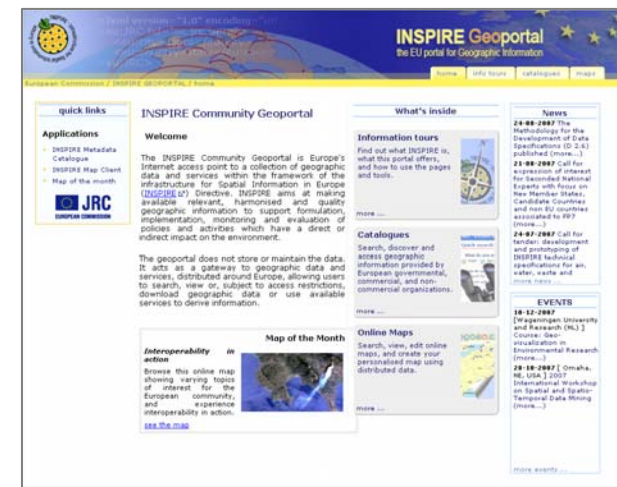 INSPIRE Geoportal
the EU portal for Geographic Information
home info tours catalogues maps
European Commission / INSPIRE GEOPORTAL / home
quick links
Applications
INSPIRE Metadata
Catalogue
INSPIRE Map Client
Map of the month
JRC
EUROPEAN COMMISSION
INSPIRE Community Geoportal
Welcome
The INSPIRE Community Geoportal is Europe's
Internet access point to a collection of geographic
data and services within the framework of the
infrastructure for Spatial Information in Europe
(INSPIRE) Directive. INSPIRE aims at making
available relevant, harmonised and quality
geographic information to support formulation,
implementation, monitoring and evaluation of
policies and activities which have a direct or
indirect impact on the environment.
The geoportal does not store or maintain the data.
It acts as a gateway to geographic data and
services, distributed around Europe, allowing users
to search, view or, subject to access restrictions,
download geographic data or use available
services to derive information.
Map of the Month
Interoperability in
action
Browse this online map
showing varying topics
of interest for the
European community,
and experience
interoperability in action.
see the map
What's inside
Information tours
Find out what INSPIRE is,
what this portal offers,
and how to use the pages
and tools.
more ...
Catalogues
Search, discover and
access geographic
information provided by
European governmental,
commercial, and non-
commercial organizations.
more ...
Online Maps
Search, view, edit online
maps, and create your
personalised map using
distributed data.
more ...
News
24-08-2007 The
Methodology for the
Development of Data
Specifications (D 2.6)
published (more...)
21-08-2007 Call for
expression of interest
for Seconded National
Experts with focus on
New Member States,
Candidate Countries
and non EU countries
associated to FP7
(more...)
24-07-2007 Call for
tender: development
and prototyping of
INSPIRE technical
specifications for air,
water, waste and
more news ...
EVENTS
10-12-2007
[Wageningen University
and Research (NL) ]
Course: Geo-
visualization in
Environmental Research
(more...)
28-10-2007 [ Omaha,
NE, USA ] 2007
International Workshop
on Spatial and Spatio-
Temporal Data Mining
(more...)
more events ...